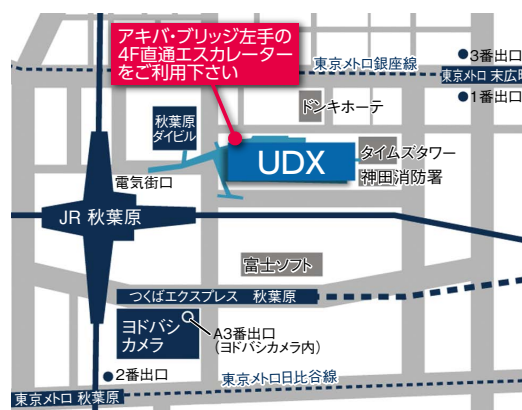 アキバ・ブリッジ左手の
4F直通エスカレーター
をご利用下さい
3番出口
東京メトロ銀座線
東京メトロ 末広町
1番出口
ドンキホーテ
秋葉原
ダイビル
UDX
タイムズタワー
神田消防署
電気街口
JR 秋葉原
富士ソフト
つくばエクスプレス 秋葉原
ヨドバシ
カメラ
A3番出口
(ヨドバシカメラ内)
2番出口
東京メトロ日比谷線
東京メトロ 秋葉原